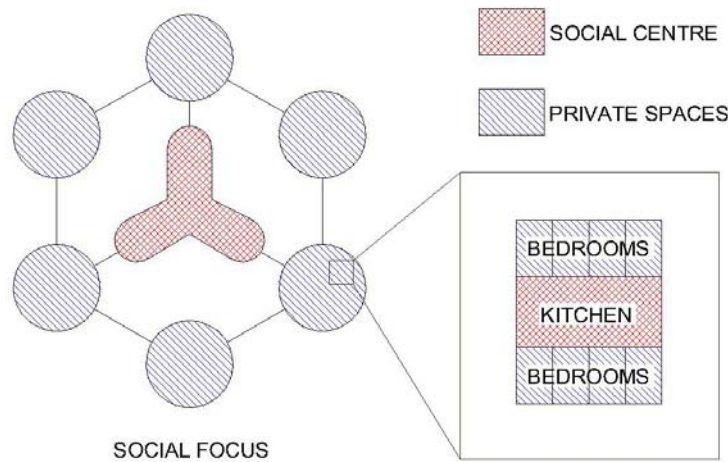 SOCIAL CENTRE
PRIVATE SPACES
BEDROOMS
KITCHEN
BEDROOMS
SOCIAL FOCUS